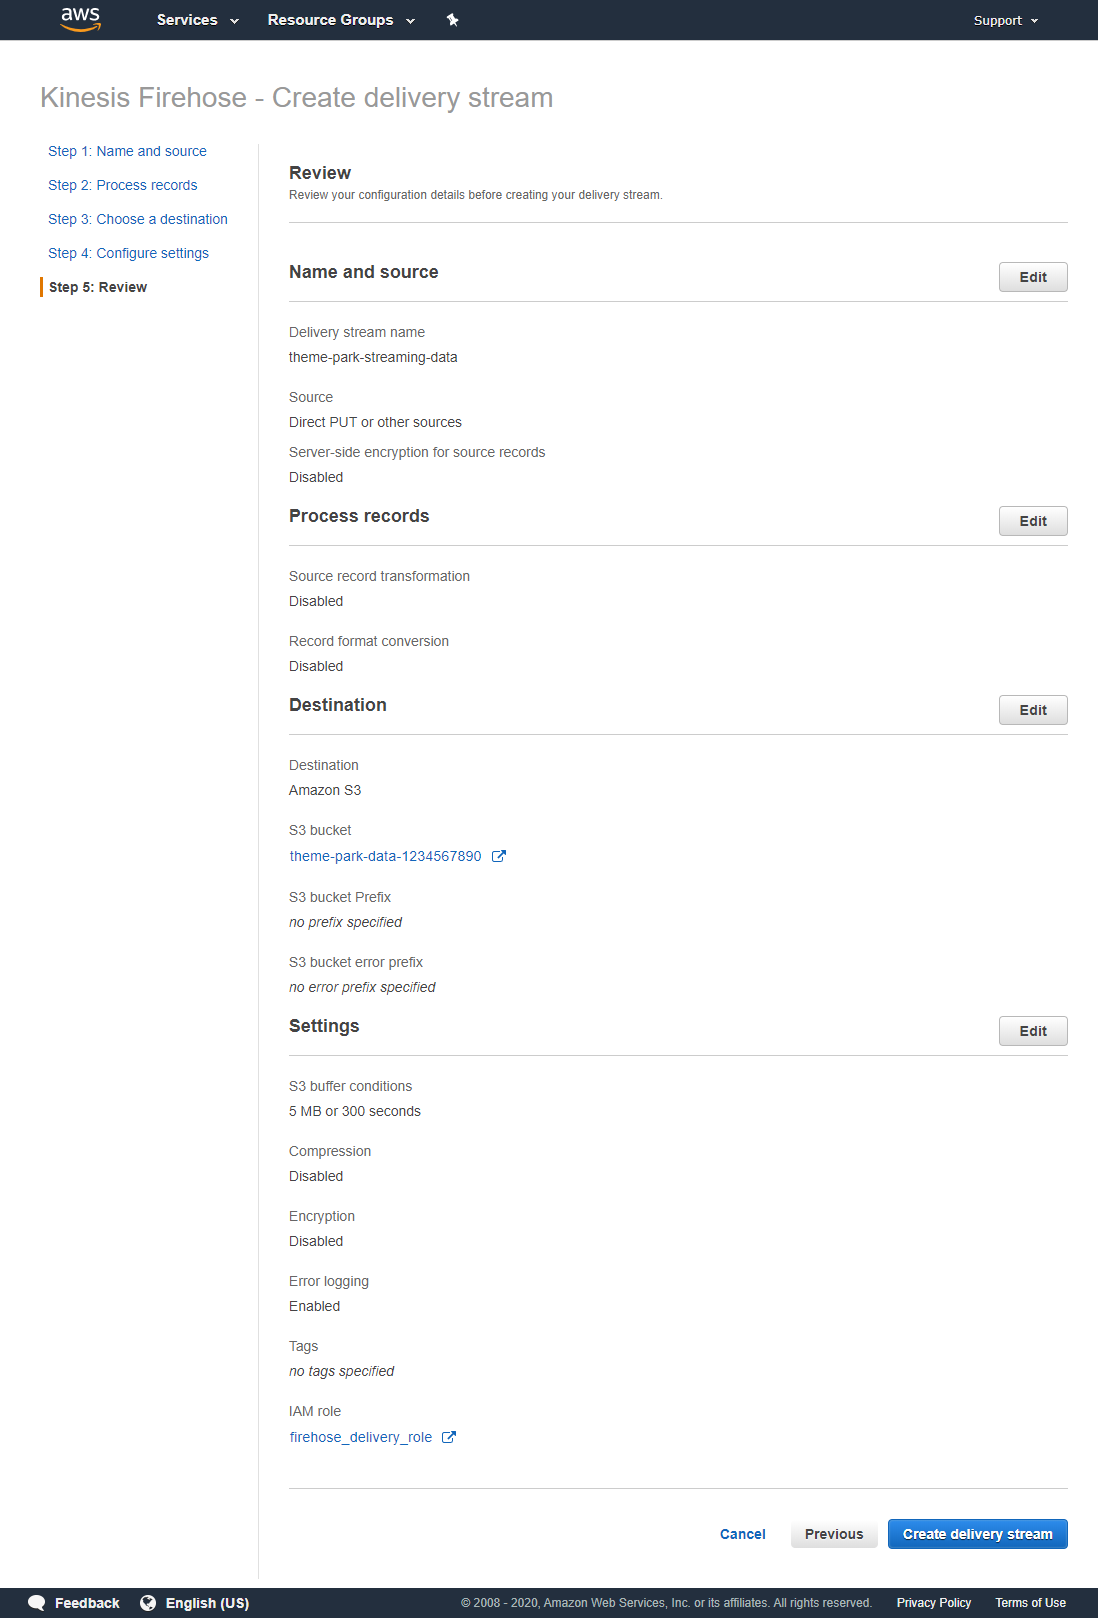 aws Services Resource Groups Support
Kinesis Firehose - Create delivery stream
Step 1: Name and source
Step 2: Process records
Step 3: Choose a destination
Step 4: Configure settings
Step 5: Review
Review
Review your configuration details before creating your delivery stream.
Name and source
Edit
Delivery stream name
theme-park-streaming-data
Source
Direct PUT or other sources
Server-side encryption for source records
Disabled
Process records
Edit
Source record transformation
Disabled
Record format conversion
Disabled
Destination
Edit
Destination
Amazon S3
S3 bucket
theme-park-data-1234567890
S3 bucket Prefix
no prefix specified
S3 bucket error prefix
no error prefix specified
Settings
Edit
S3 buffer conditions
5 MB or 300 seconds
Compression
Disabled
Encryption
Disabled
Error logging
Enabled
Tags
no tags specified
IAM role
firehose_delivery_role
Cancel Previous Create delivery stream
Feedback English (US) © 2008 - 2020, Amazon Web Services, Inc. or its affiliates. All rights reserved. Privacy Policy Terms of Use